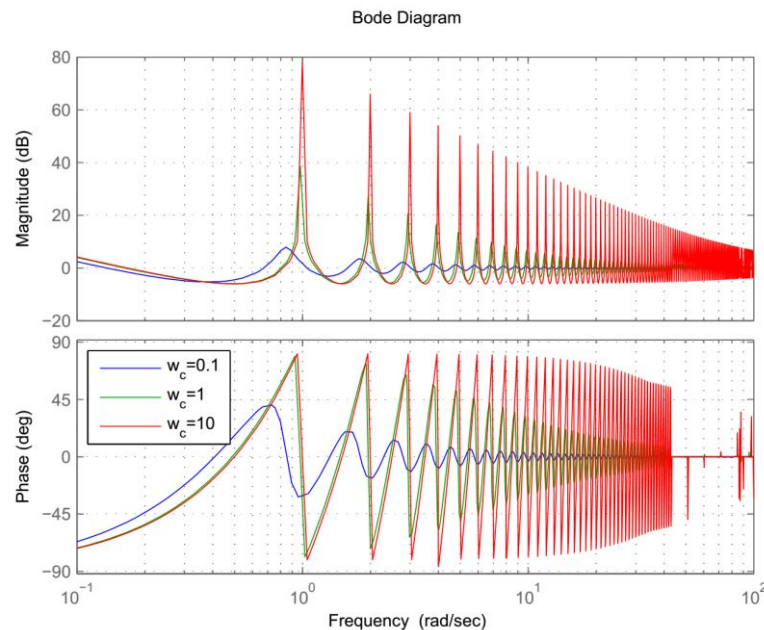 Bode Diagram
80
60
40
20
0
−20
Magnitude (dB)
90
45
0
−45
−90
Phase (deg)
w_c=0.1
w_c=1
w_c=10
10^−1
10^0
10^1
10^2
Frequency (rad/sec)